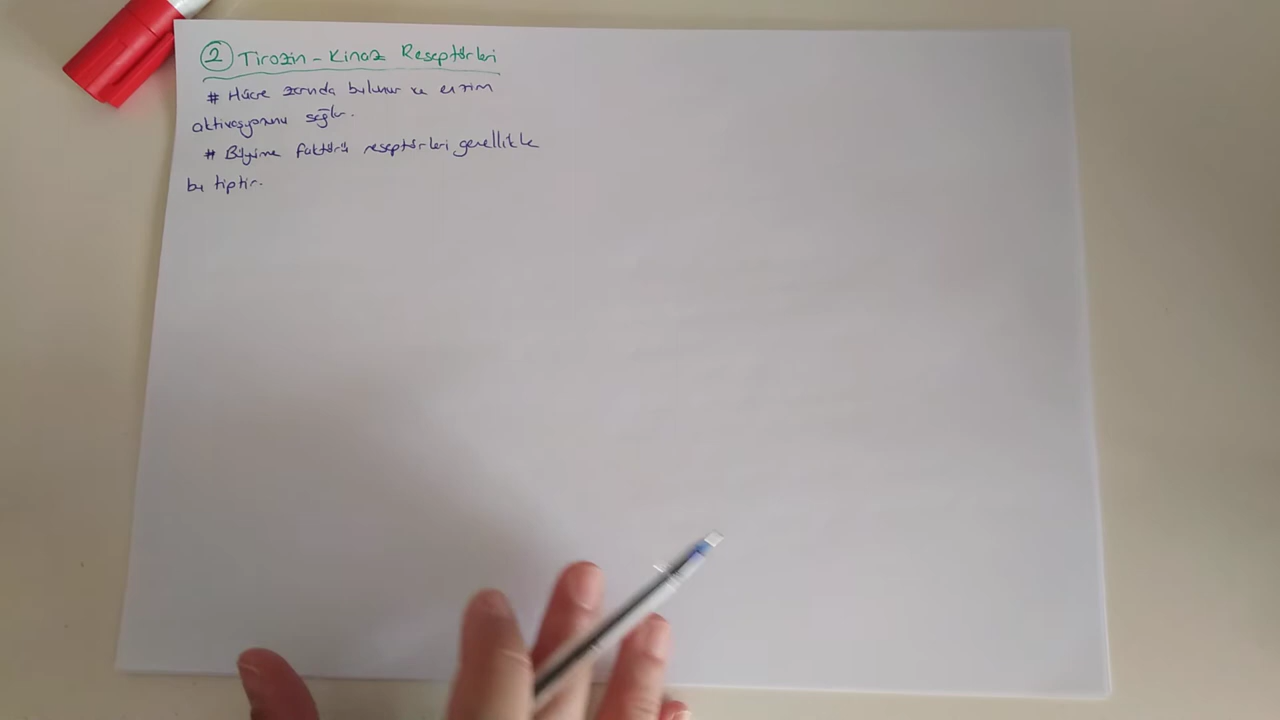 2 Tirozin - Kinaz Reseptörleri
# Hücre zarında bulunur ve enzim
aktivasyonunu sağlar.
# Büyüme faktörü reseptörleri genellikle
bu tiptir.